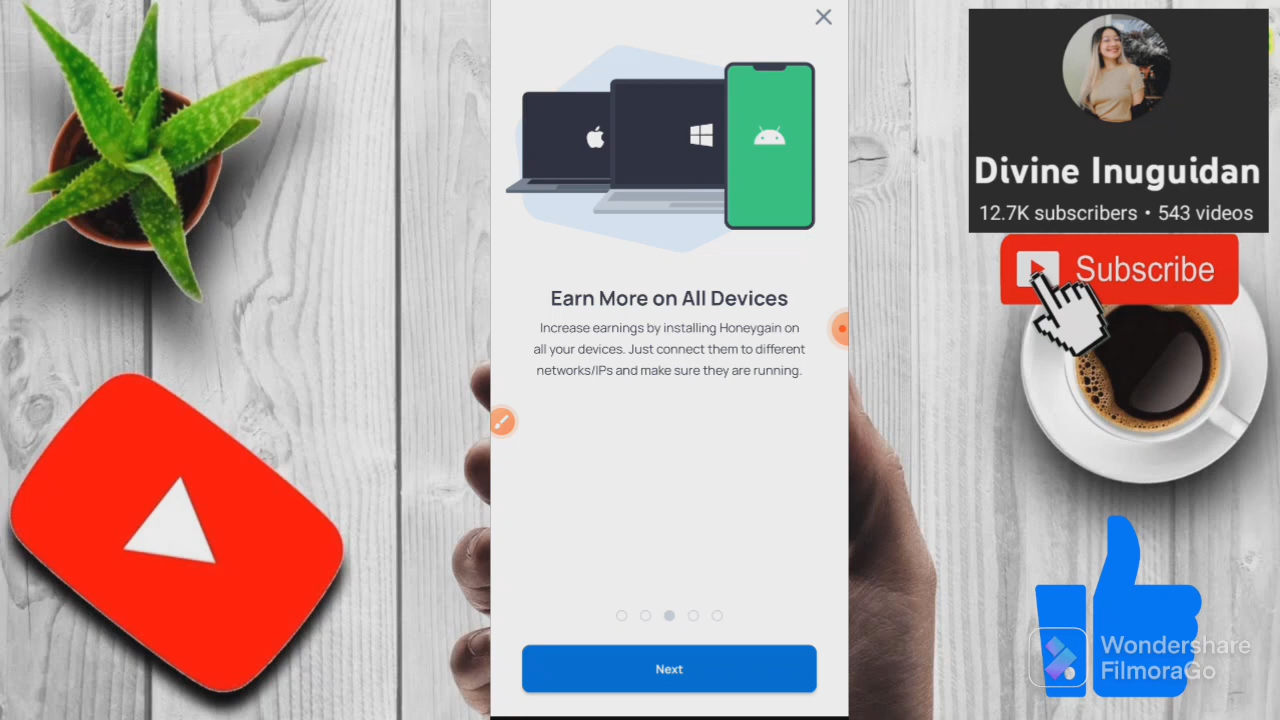 Divine Inuguidan
12.7K subscribers • 543 videos
Subscribe
Earn More on All Devices
Increase earnings by installing Honeygain on
all your devices. Just connect them to different
networks/IPs and make sure they are running.
Next
Wondershare
FilmoraGo